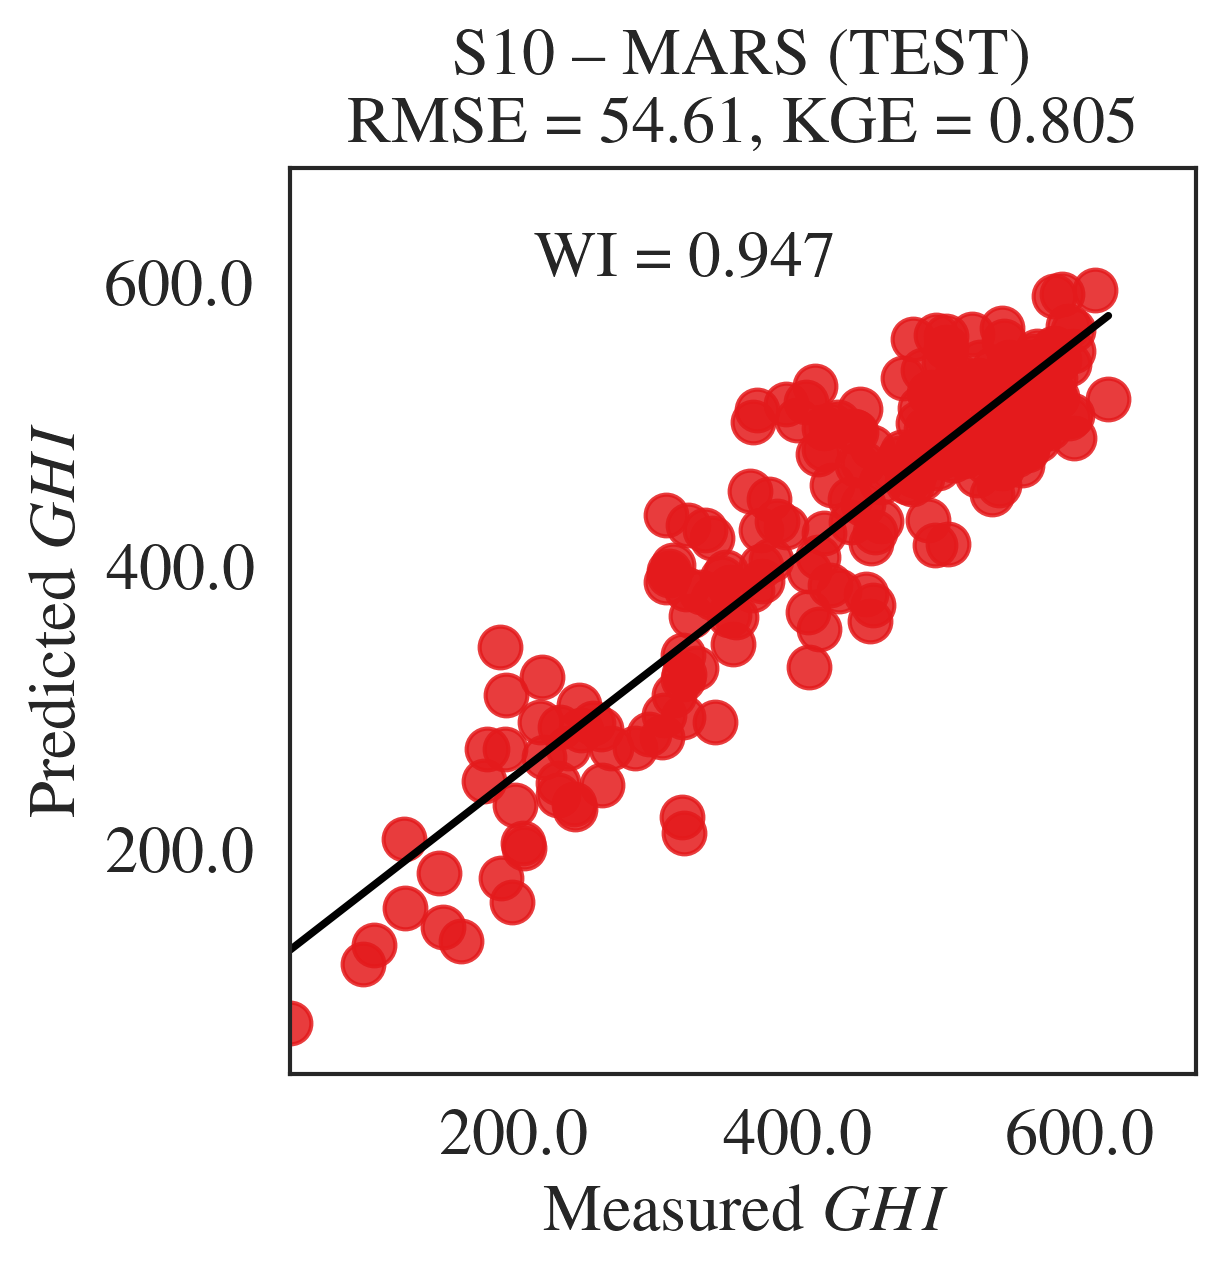 S10 – MARS (TEST)
RMSE = 54.61, KGE = 0.805
WI = 0.947
600.0
400.0
200.0
Predicted GHI
200.0 400.0 600.0
Measured GHI